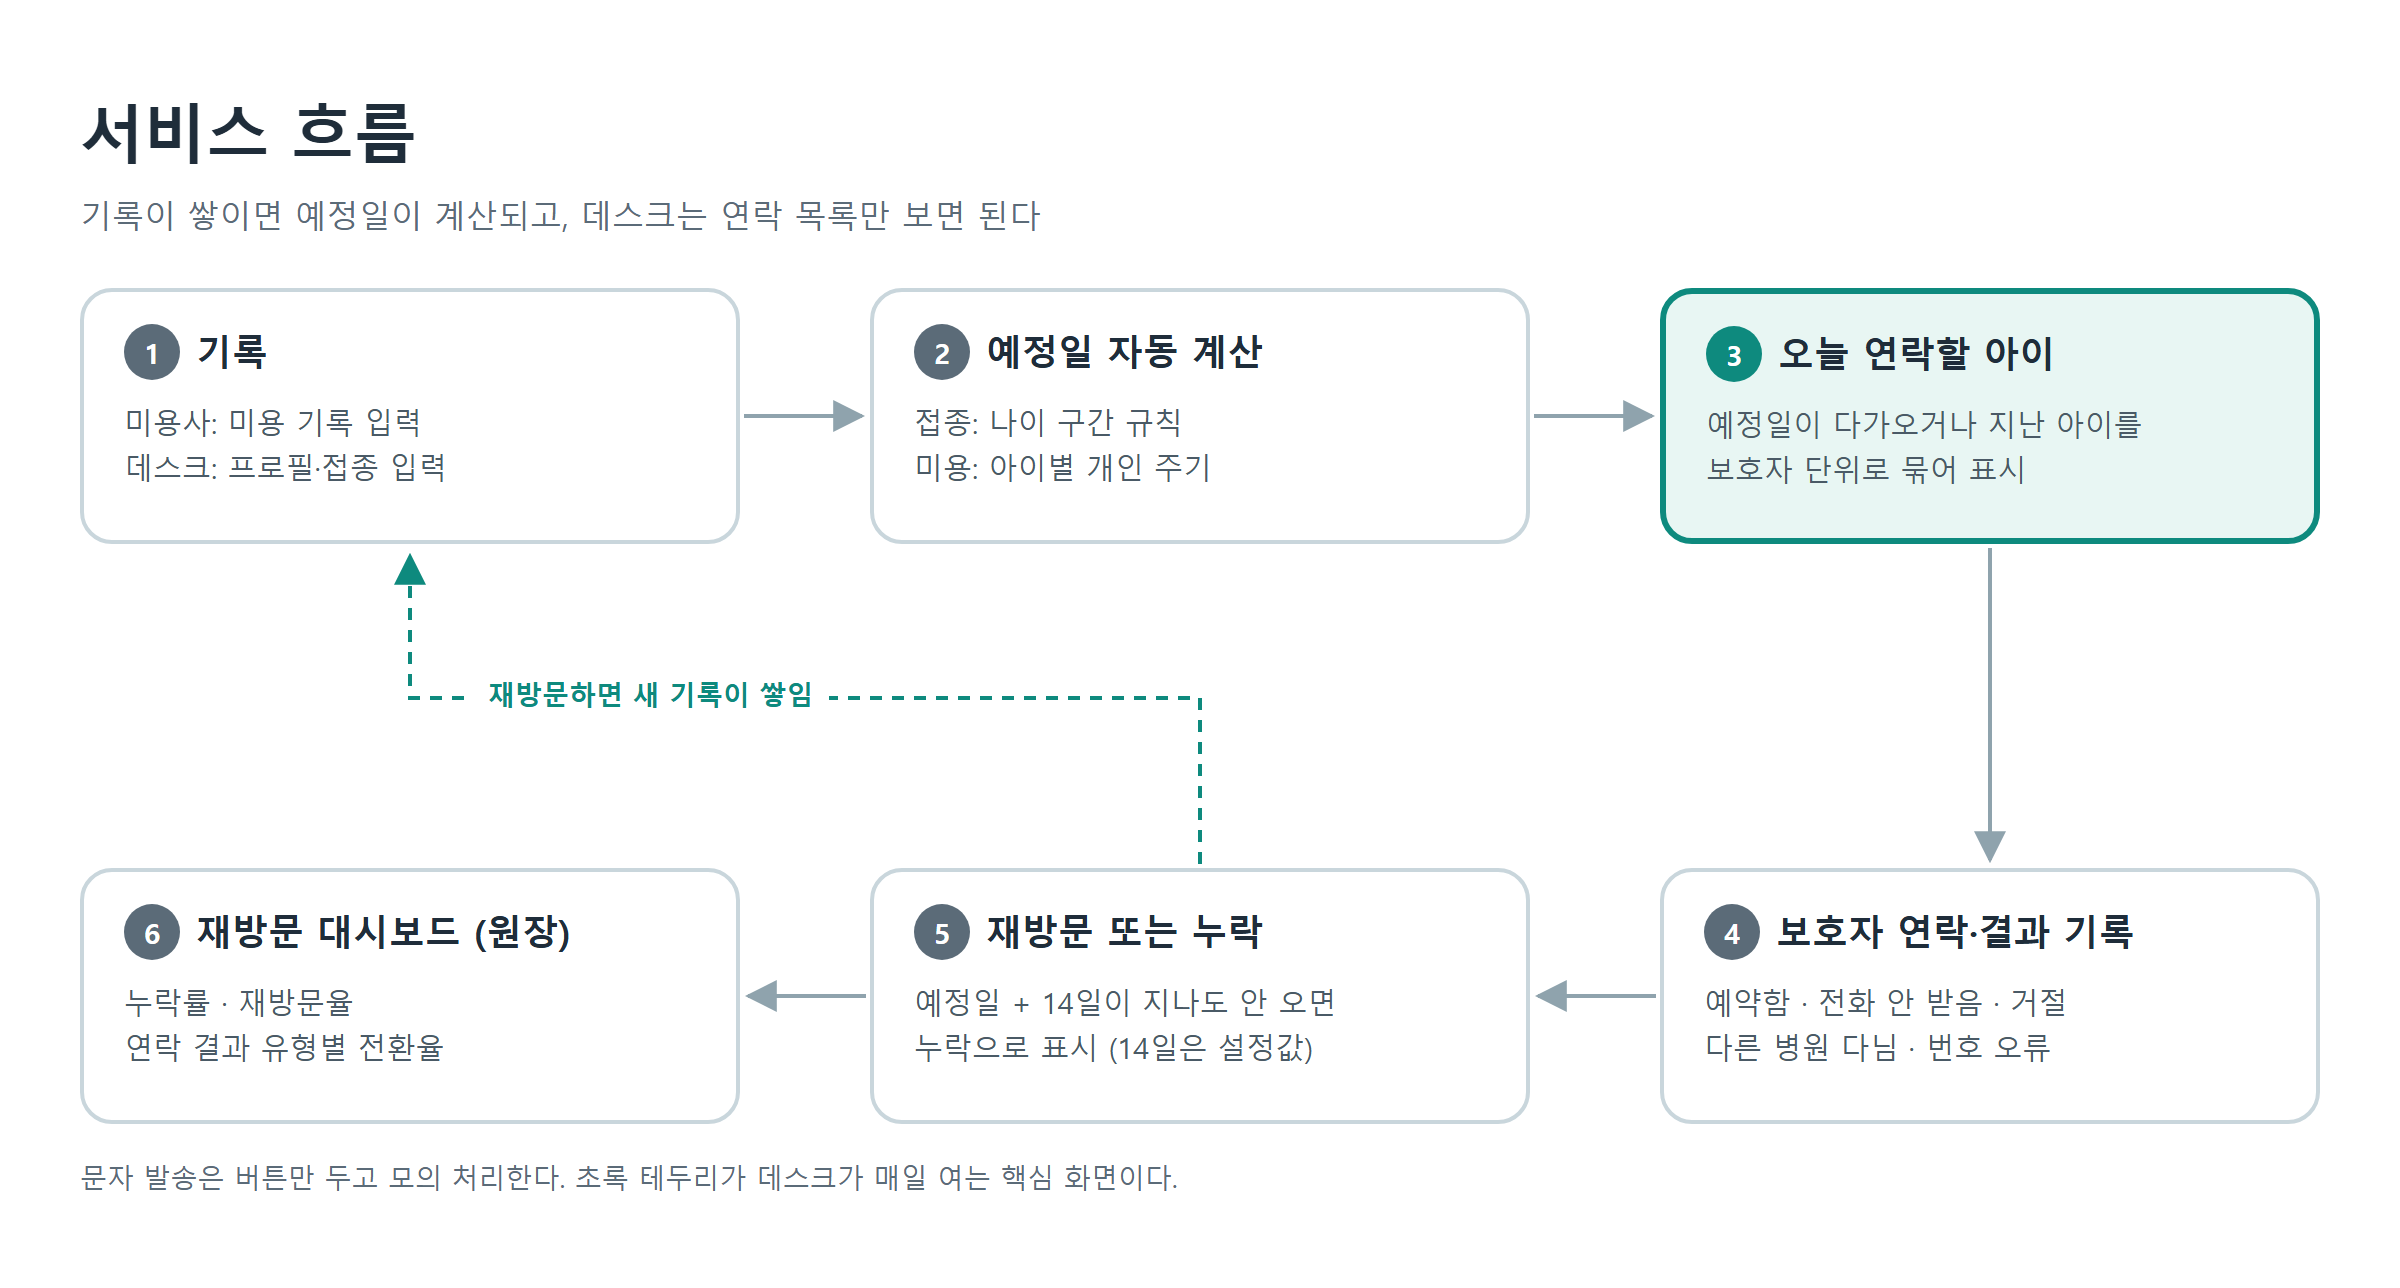 서비스 흐름
기록이 쌓이면 예정일이 계산되고, 데스크는 연락 목록만 보면 된다
1 기록
미용사: 미용 기록 입력
데스크: 프로필·접종 입력
2 예정일 자동 계산
접종: 나이 구간 규칙
미용: 아이별 개인 주기
3 오늘 연락할 아이
예정일이 다가오거나 지난 아이를
보호자 단위로 묶어 표시
재방문하면 새 기록이 쌓임
6 재방문 대시보드 (원장)
누락률 · 재방문율
연락 결과 유형별 전환율
5 재방문 또는 누락
예정일 + 14일이 지나도 안 오면
누락으로 표시 (14일은 설정값)
4 보호자 연락·결과 기록
예약함 · 전화 안 받음 · 거절
다른 병원 다님 · 번호 오류
문자 발송은 버튼만 두고 모의 처리한다. 초록 테두리가 데스크가 매일 여는 핵심 화면이다.